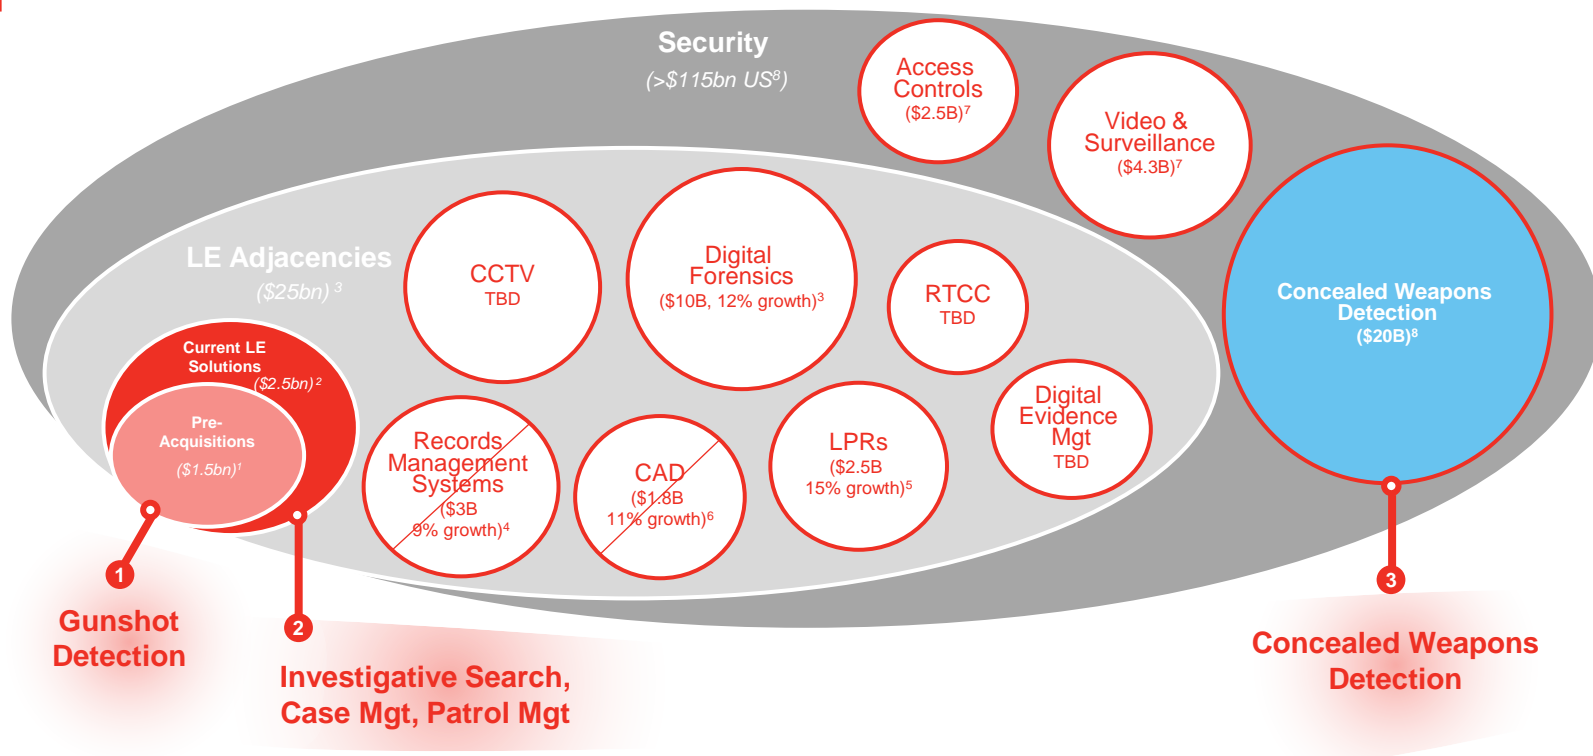 Security
(>$115bn US⁸)
Access
Controls
($2.5B)⁷
Video &
Surveillance
($4.3B)⁷
LE Adjacencies
($25bn) ³
CCTV
TBD
Digital
Forensics
($10B, 12% growth)³
RTCC
TBD
Concealed Weapons
Detection
($20B)⁸
Current LE
Solutions
($2.5bn)²
Pre-
Acquisitions
($1.5bn)¹
Records
Management
Systems
($3B
9% growth)⁴
CAD
($1.8B
11% growth)⁶
LPRs
($2.5B
15% growth)⁵
Digital
Evidence
Mgt
TBD
1
Gunshot
Detection
2
Investigative Search,
Case Mgt, Patrol Mgt
3
Concealed Weapons
Detection